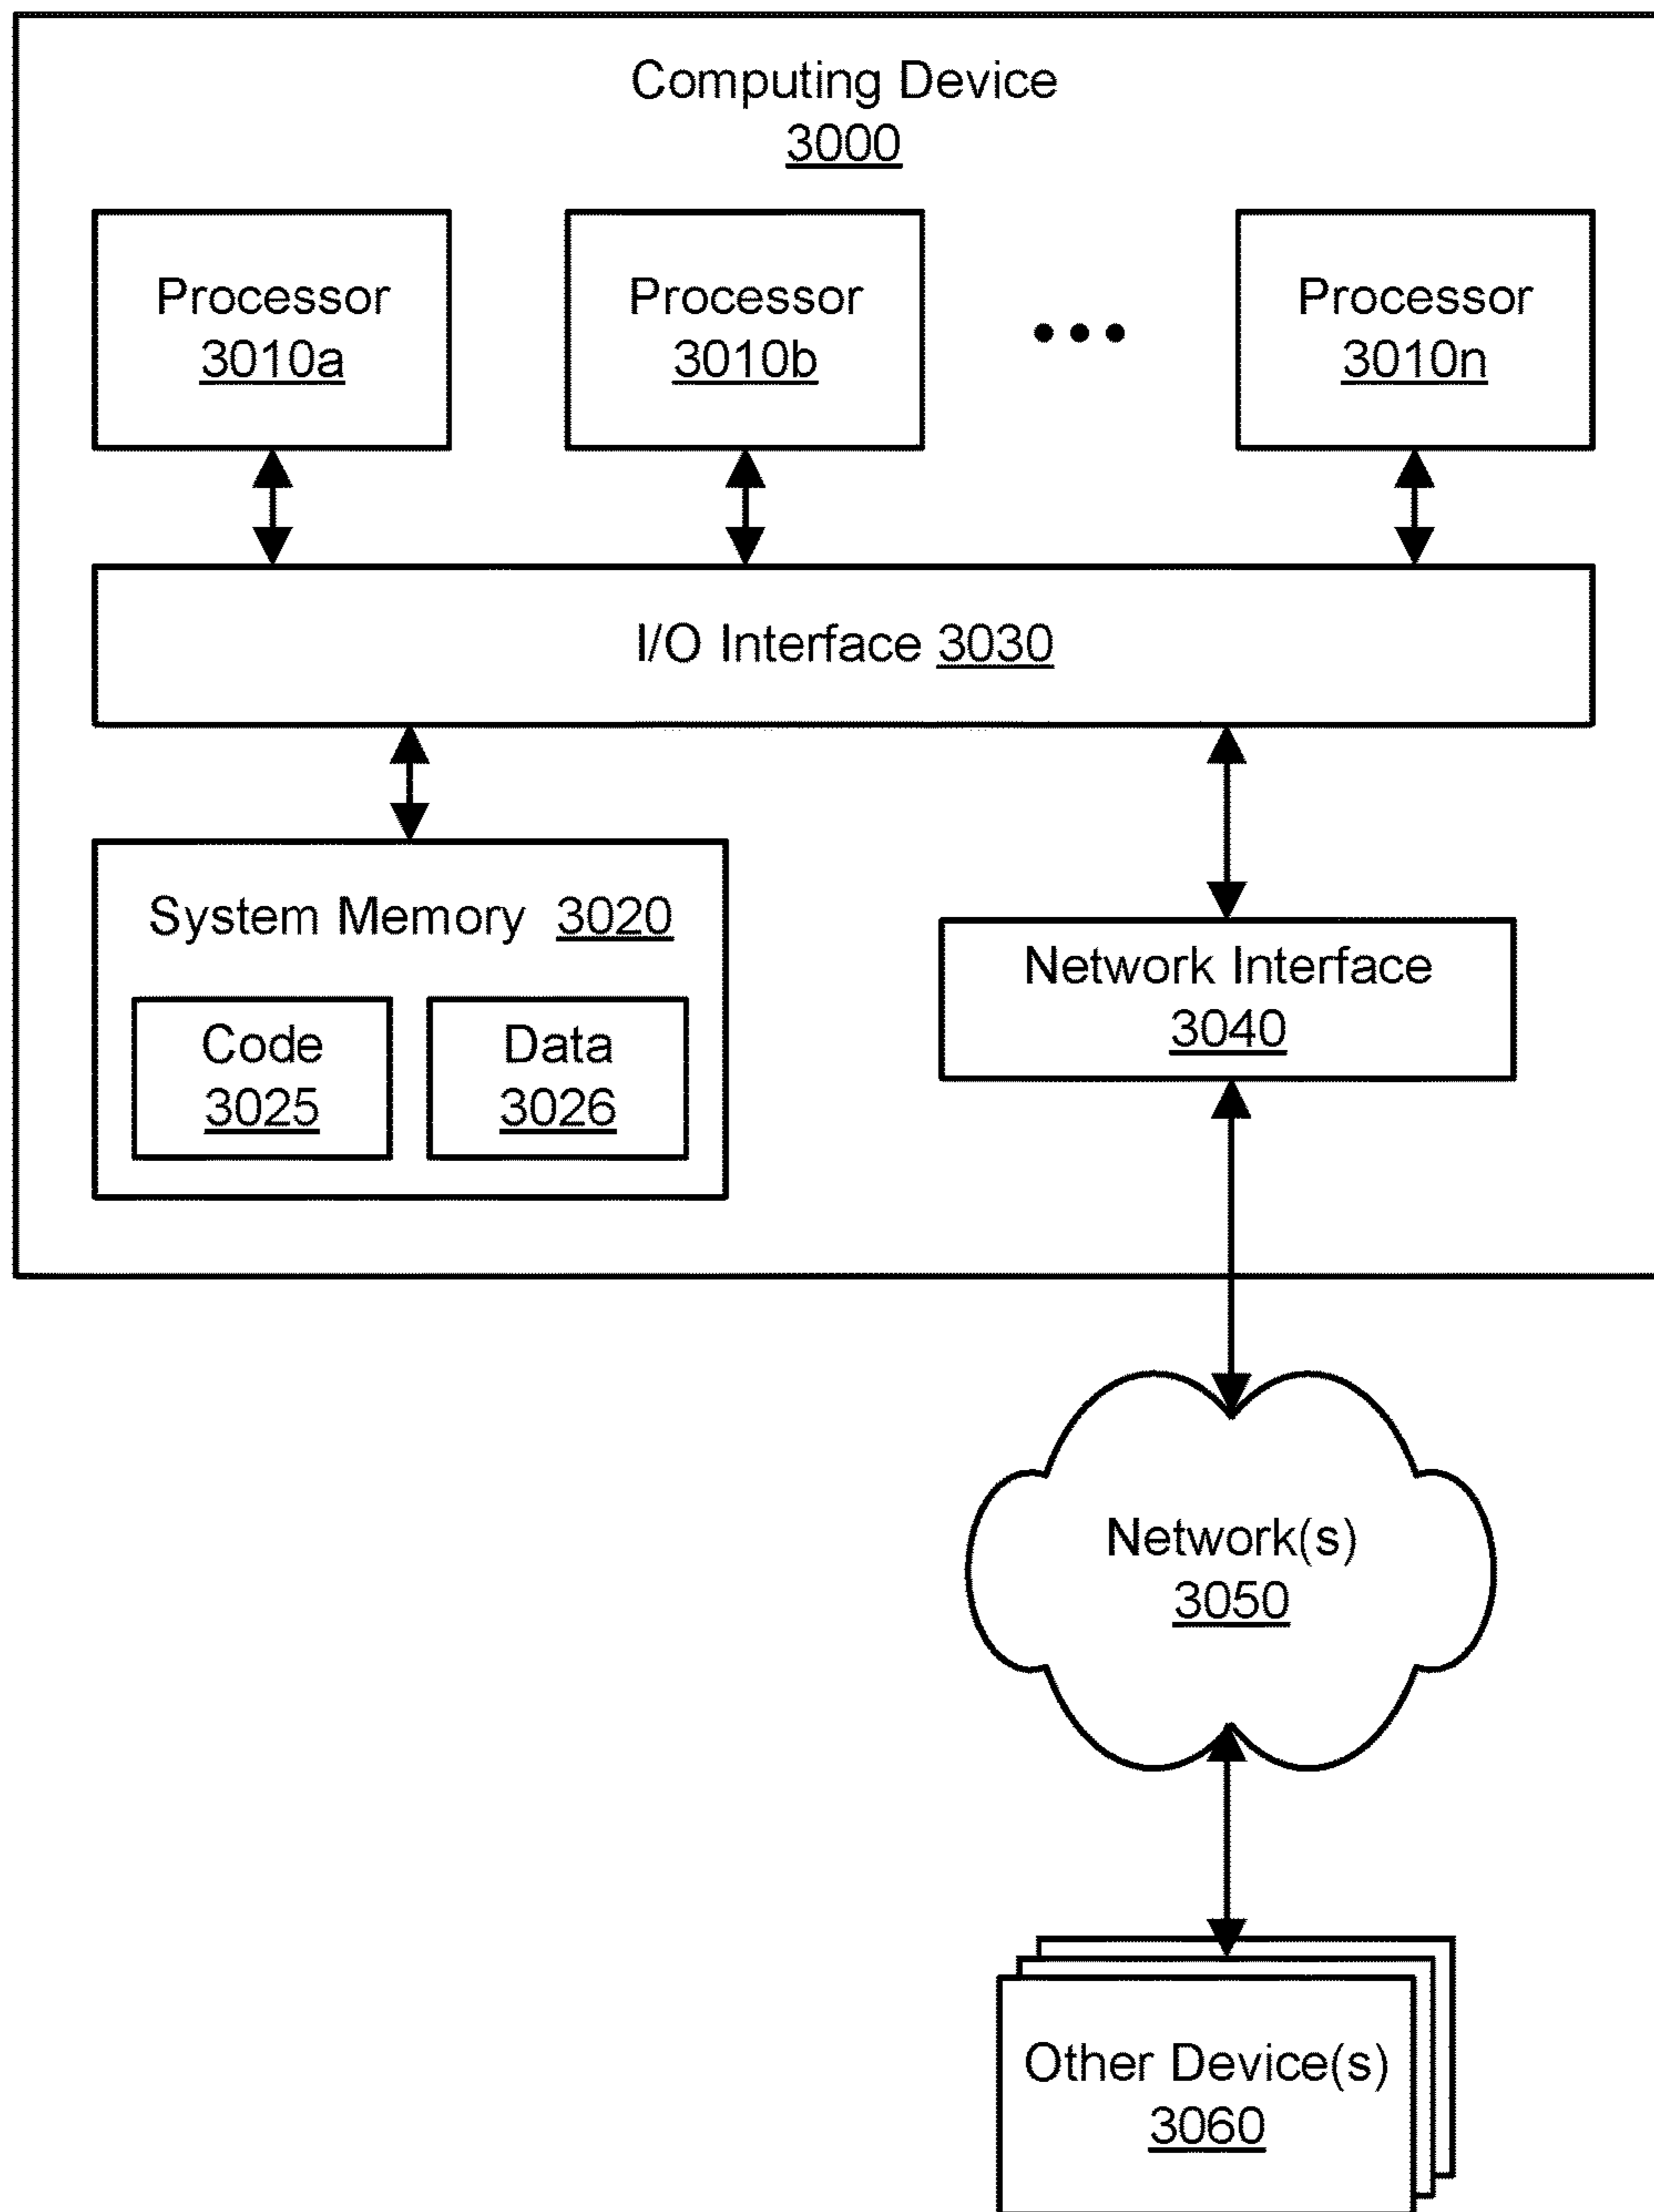 Computing Device
3000
Processor
3010a
Processor
3010b
Processor
3010n
I/O Interface 3030
System Memory 3020
Code
3025
Data
3026
Network Interface
3040
Network(s)
3050
Other Device(s)
3060